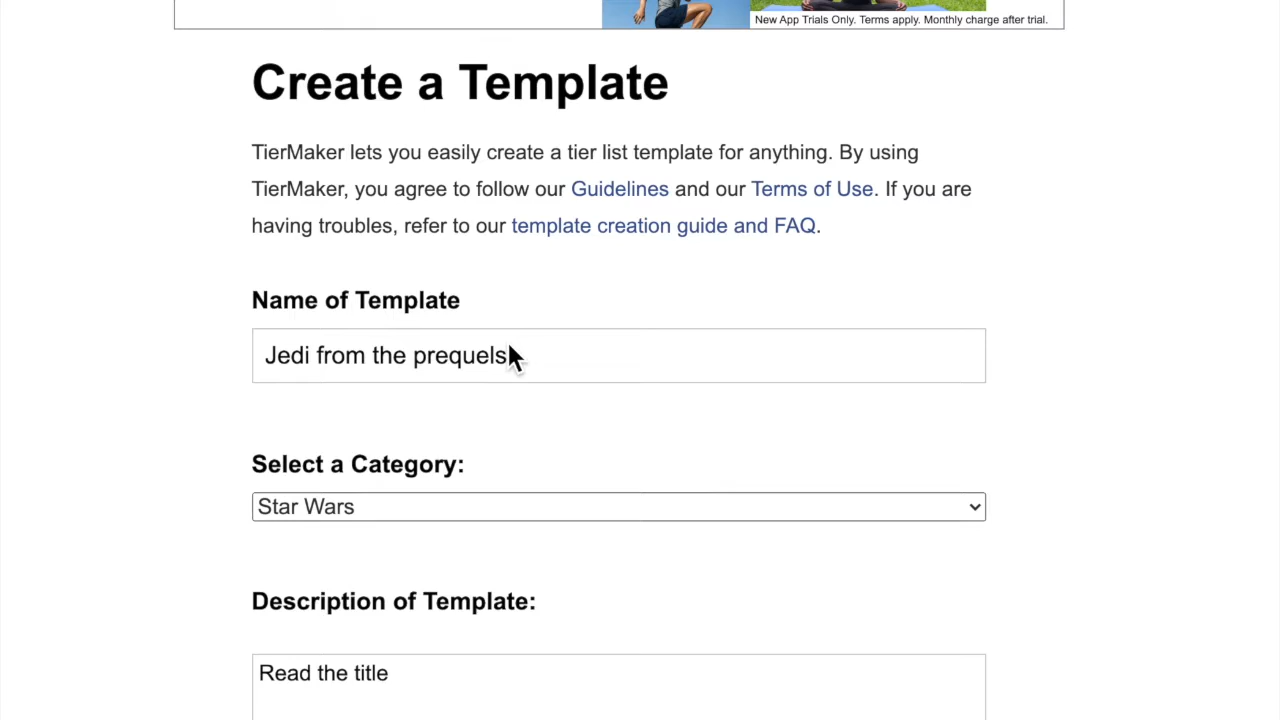 New App Trials Only. Terms apply. Monthly charge after trial.
Create a Template
TierMaker lets you easily create a tier list template for anything. By using
TierMaker, you agree to follow our Guidelines and our Terms of Use. If you are
having troubles, refer to our template creation guide and FAQ.
Name of Template
Jedi from the prequels
Select a Category:
Star Wars
Description of Template:
Read the title